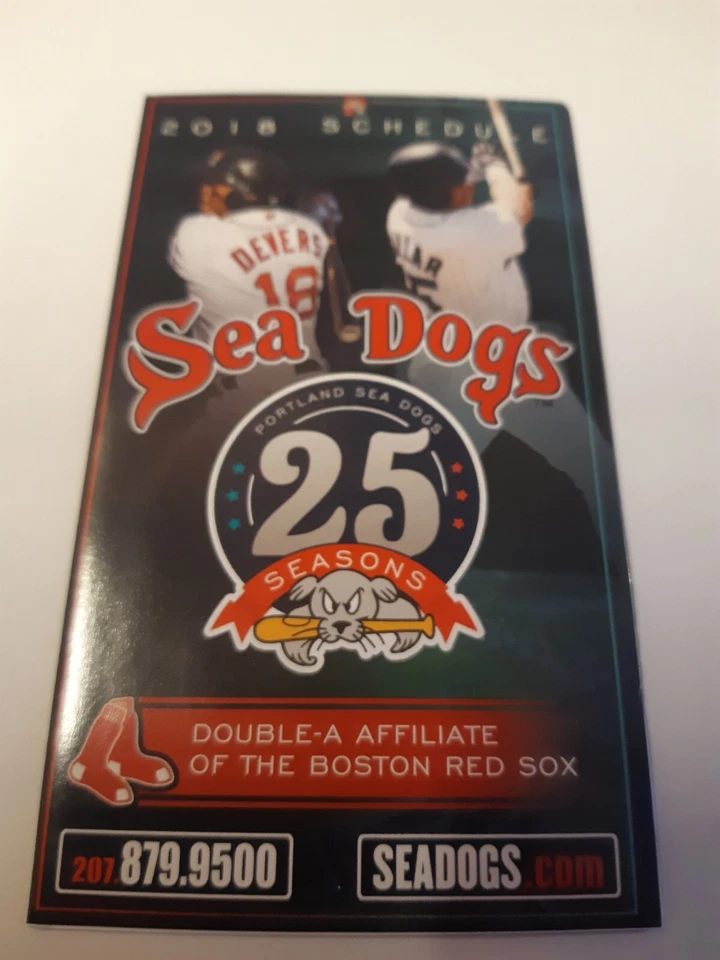 2018 SCHEDULE
DEVERS
16
Sea Dogs
TM
PORTLAND SEA DOGS
25
SEASONS
DOUBLE-A AFFILIATE
OF THE BOSTON RED SOX
207.879.9500
SEADOGS.com